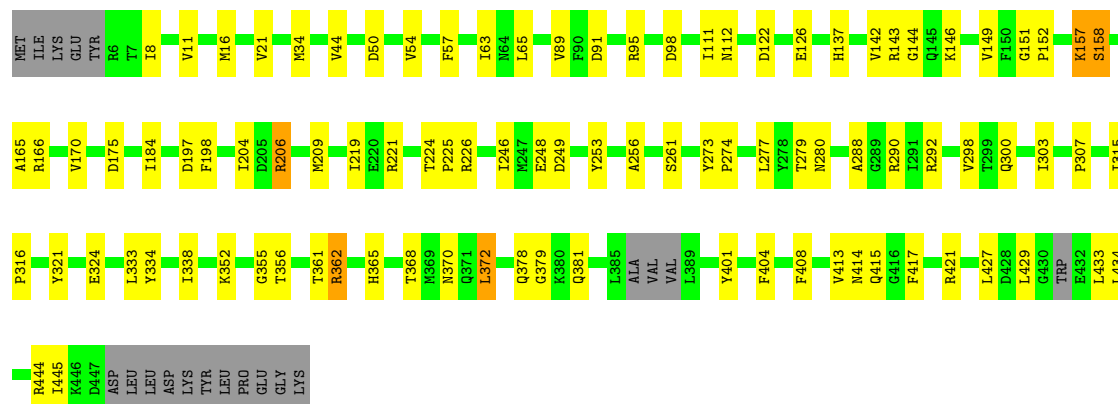 MET ILE LYS GLU TYR R6 T7 I8 V11 M16 V21 M34 V44 D50 V54 F57 I63 N64 L65 V89 F90 D91 R95 D98 I111 N112 D122 E126 H137 V142 R143 G144 Q145 K146 V149 F150 G151 P152 K157 S158
A165 R166 V170 D175 I184 D197 F198 I204 D205 R206 M209 I219 E220 R221 T224 P225 R226 I246 M247 E248 D249 Y253 A256 S261 Y273 P274 L277 Y278 T279 N280 A288 G289 R290 I291 R292 V298 T299 Q300 I303 P307 I315
P316 Y321 E324 L333 Y334 I338 K352 G355 T356 T361 R362 H365 T368 M369 N370 Q371 L372 Q378 G379 K380 Q381 L385 ALA VAL VAL L389 Y401 F404 F408 V413 N414 Q415 G416 F417 R421 L427 D428 L429 G430 TRP E432 L433
R444 I445 K446 D447 ASP LEU LEU ASP LYS TYR LEU PRO GLU GLY LYS